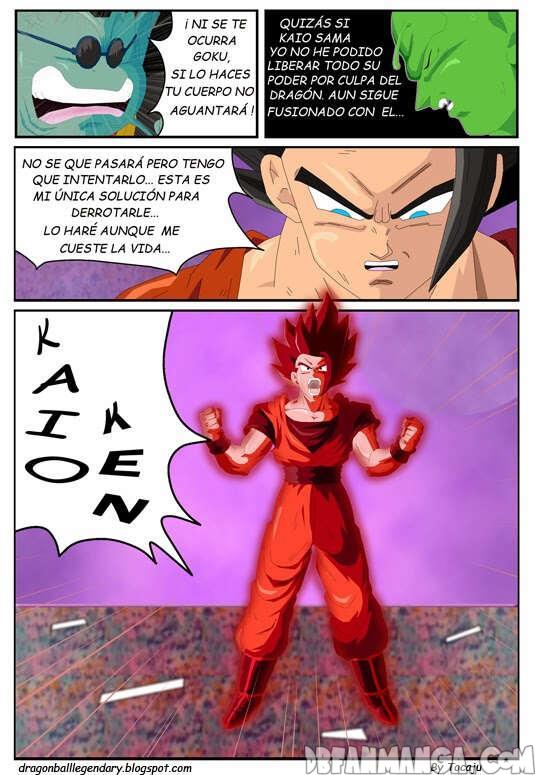 ¡ NI SE TE
OCURRA
GOKU,
SI LO HACES
TU CUERPO NO
AGUANTARÁ !
QUIZÁS SI
KAIO SAMA
YO NO HE PODIDO
LIBERAR TODO SU
PODER POR CULPA DEL
DRAGÓN. AUN SIGUE
FUSIONADO CON EL...
NO SE QUE PASARÁ PERO TENGO
QUE INTENTARLO... ESTA ES
MI ÚNICA SOLUCIÓN PARA
DERROTARLE...
LO HARÉ AUNQUE ME
CUESTE LA VIDA...
KAIO
KEN
dragonballlegendary.blogspot.com
By Tacaju
DBFANMANGA.COM